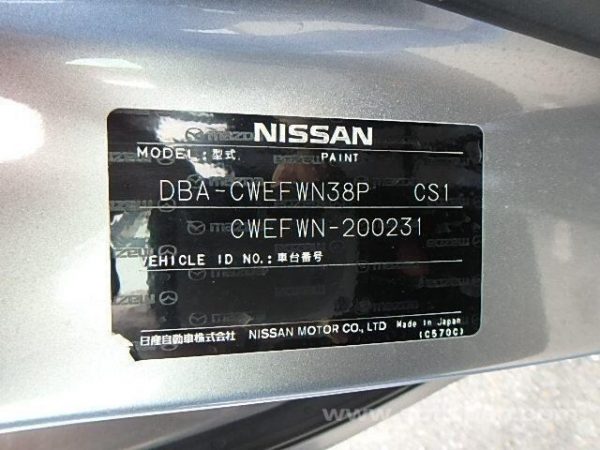 NISSAN
MODEL:型式 PAINT
DBA-CWEFWN38P CS1
CWEFWN-200231
VEHICLE ID NO.:車台番号
日産自動車株式会社 NISSAN MOTOR CO., LTD Made in Japan
(C570C)